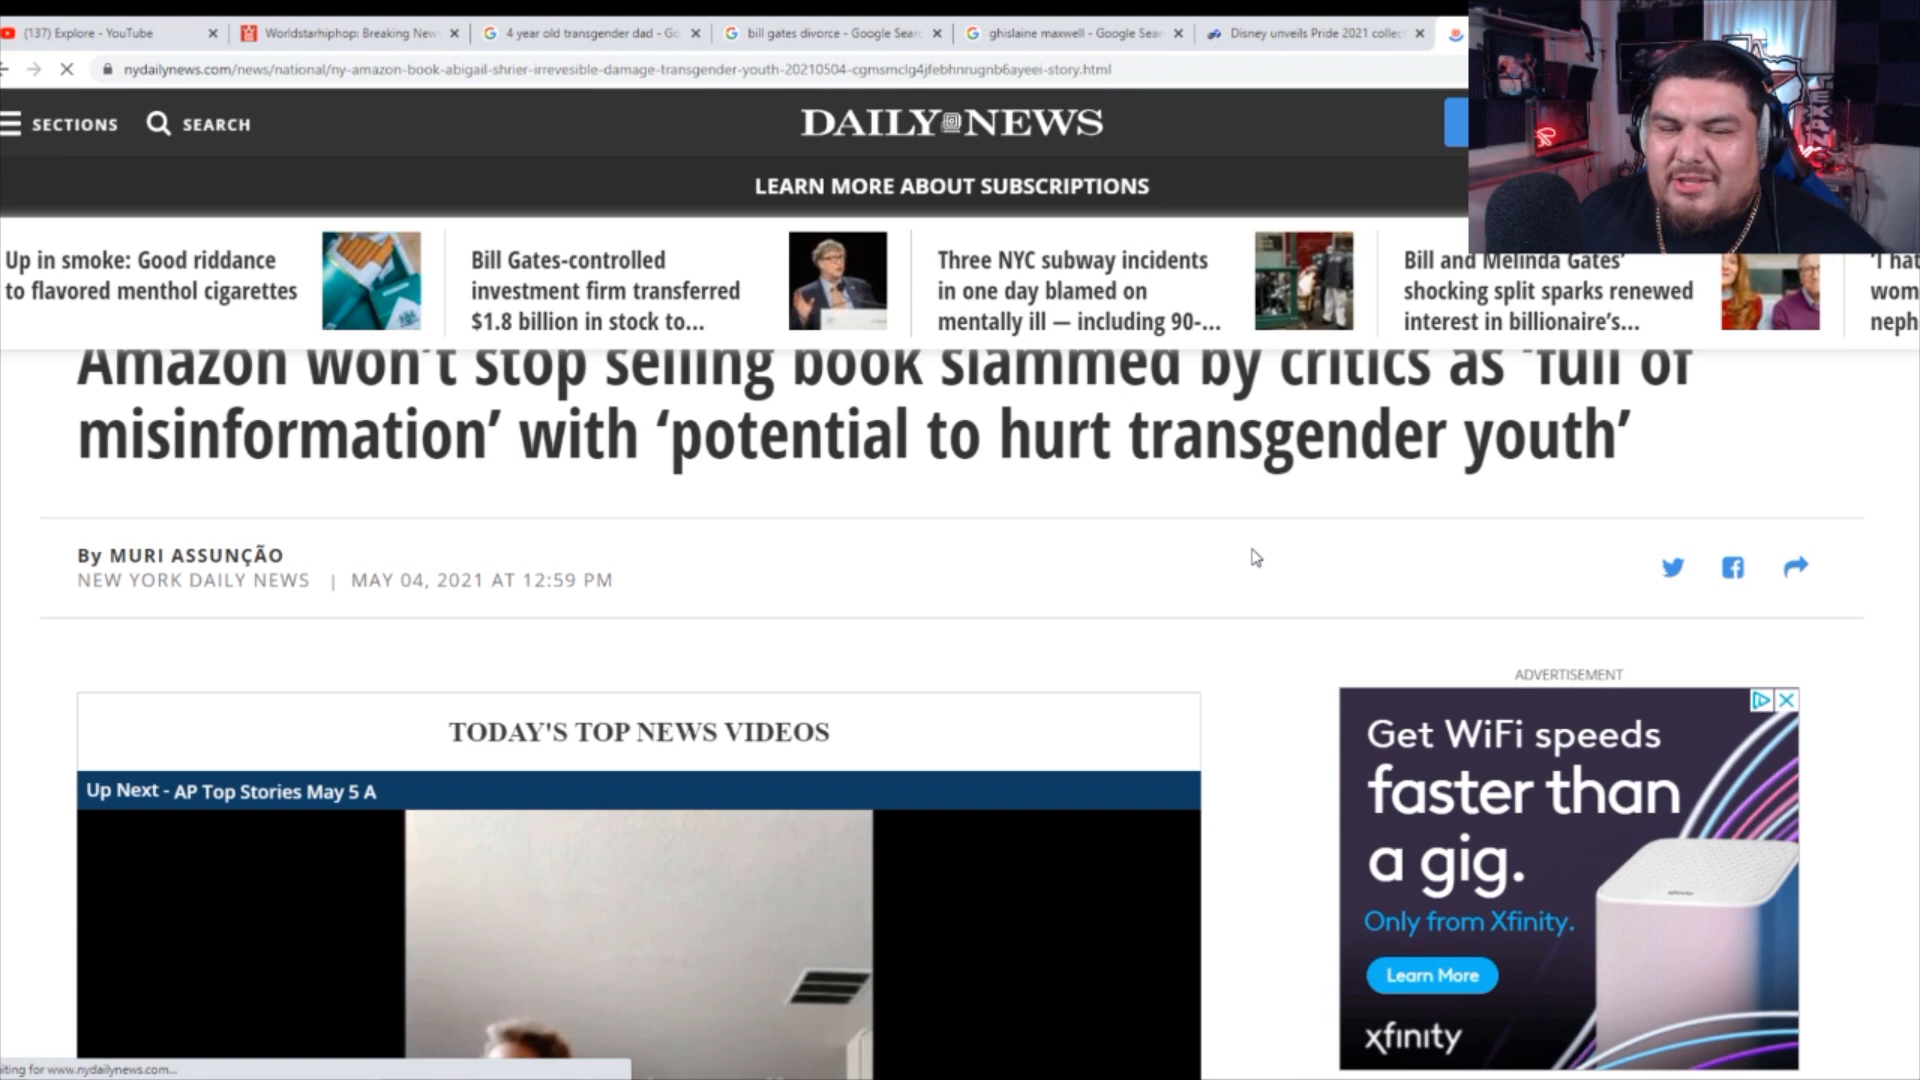 (137) Explore - YouTube
Worldstarhiphop: Breaking New
4 year old transgender dad - Go
bill gates divorce - Google Sear
ghislaine maxwell - Google Sear
Disney unveils Pride 2021 collec
nydailynews.com/news/national/ny-amazon-book-abigail-shrier-irrevesible-damage-transgender-youth-20210504-cgmsmclg4jfebhnrugnb6ayeei-story.html
SECTIONS
SEARCH
DAILY NEWS
LEARN MORE ABOUT SUBSCRIPTIONS
Up in smoke: Good riddance
to flavored menthol cigarettes
Bill Gates-controlled
investment firm transferred
$1.8 billion in stock to...
Three NYC subway incidents
in one day blamed on
mentally ill — including 90-...
Bill and Melinda Gates'
shocking split sparks renewed
interest in billionaire's...
'I hat
wom
neph
Amazon won't stop selling book slammed by critics as 'full of
misinformation' with 'potential to hurt transgender youth'
By MURI ASSUNÇÃO
NEW YORK DAILY NEWS | MAY 04, 2021 AT 12:59 PM
ADVERTISEMENT
TODAY'S TOP NEWS VIDEOS
Up Next - AP Top Stories May 5 A
Get WiFi speeds
faster than
a gig.
Only from Xfinity.
Learn More
xfinity
iting for www.nydailynews.com...